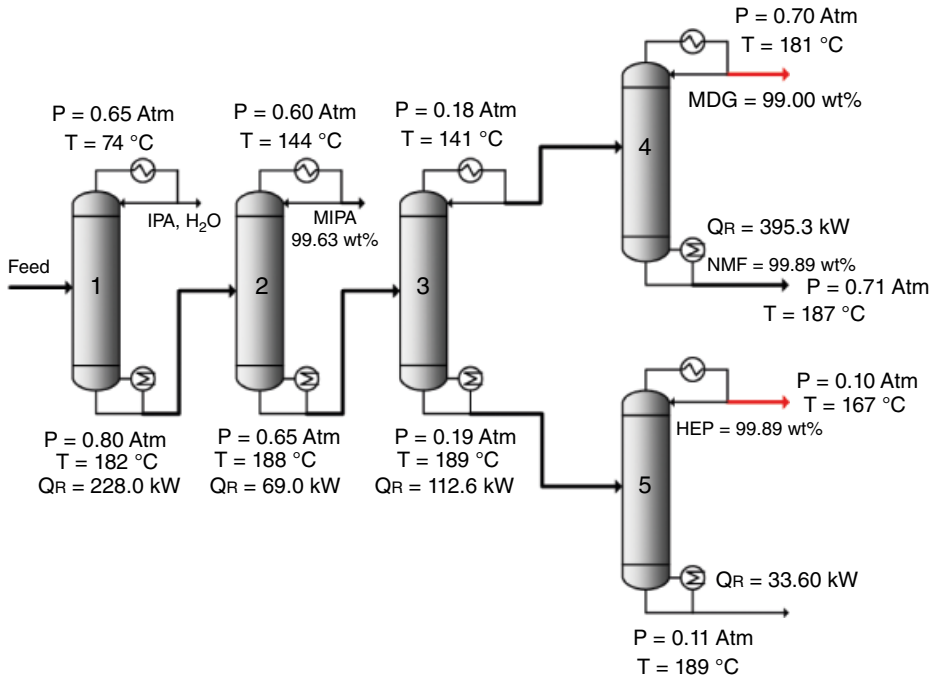 P = 0.70 Atm
T = 181 °C
MDG = 99.00 wt%
4
QR = 395.3 kW
NMF = 99.89 wt%
P = 0.71 Atm
T = 187 °C
P = 0.65 Atm
T = 74 °C
IPA, H2O
Feed
1
P = 0.80 Atm
T = 182 °C
QR = 228.0 kW
P = 0.60 Atm
T = 144 °C
MIPA
99.63 wt%
2
P = 0.65 Atm
T = 188 °C
QR = 69.0 kW
P = 0.18 Atm
T = 141 °C
3
P = 0.19 Atm
T = 189 °C
QR = 112.6 kW
P = 0.10 Atm
T = 167 °C
HEP = 99.89 wt%
5
QR = 33.60 kW
P = 0.11 Atm
T = 189 °C